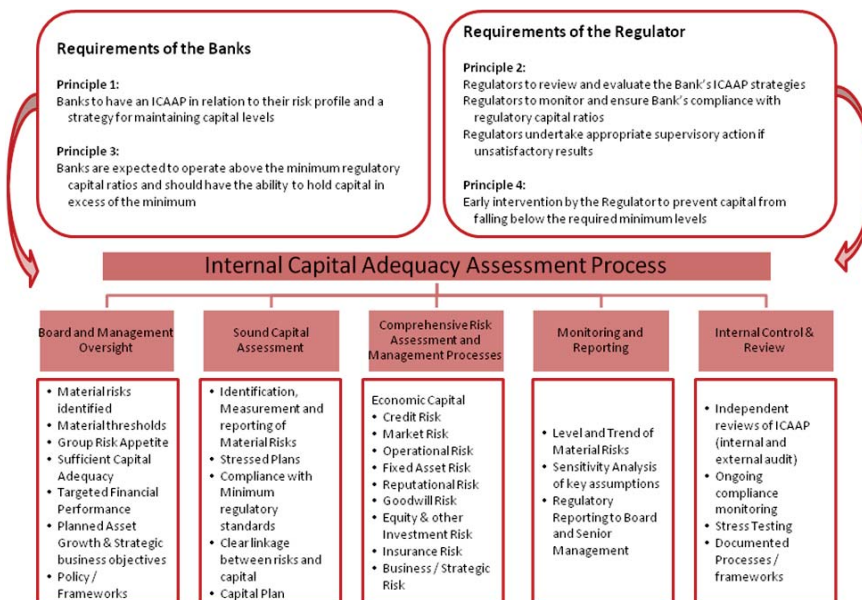 Requirements of the Banks
Principle 1:
Banks to have an ICAAP in relation to their risk profile and a
strategy for maintaining capital levels
Principle 3:
Banks are expected to operate above the minimum regulatory
capital ratios and should have the ability to hold capital in
excess of the minimum
Requirements of the Regulator
Principle 2:
Regulators to review and evaluate the Bank's ICAAP strategies
Regulators to monitor and ensure Bank's compliance with
regulatory capital ratios
Regulators undertake appropriate supervisory action if
unsatisfactory results
Principle 4:
Early intervention by the Regulator to prevent capital from
falling below the required minimum levels
Internal Capital Adequacy Assessment Process
Board and Management
Oversight
• Material risks
identified
• Material thresholds
• Group Risk Appetite
• Sufficient Capital
Adequacy
• Targeted Financial
Performance
• Planned Asset
Growth & Strategic
business objectives
• Policy /
Frameworks
Sound Capital
Assessment
• Identification,
Measurement and
reporting of
Material Risks
• Stressed Plans
• Compliance with
Minimum
regulatory
standards
• Clear linkage
between risks and
capital
• Capital Plan
Comprehensive Risk
Assessment and
Management Processes
Economic Capital
• Credit Risk
• Market Risk
• Operational Risk
• Fixed Asset Risk
• Reputational Risk
• Goodwill Risk
• Equity & other
Investment Risk
• Insurance Risk
• Business / Strategic
Risk
Monitoring and
Reporting
• Level and Trend of
Material Risks
• Sensitivity Analysis
of key assumptions
• Regulatory
Reporting to Board
and Senior
Management
Internal Control &
Review
• Independent
reviews of ICAAP
(internal and
external audit)
• Ongoing
compliance
monitoring
• Stress Testing
• Documented
Processes /
frameworks